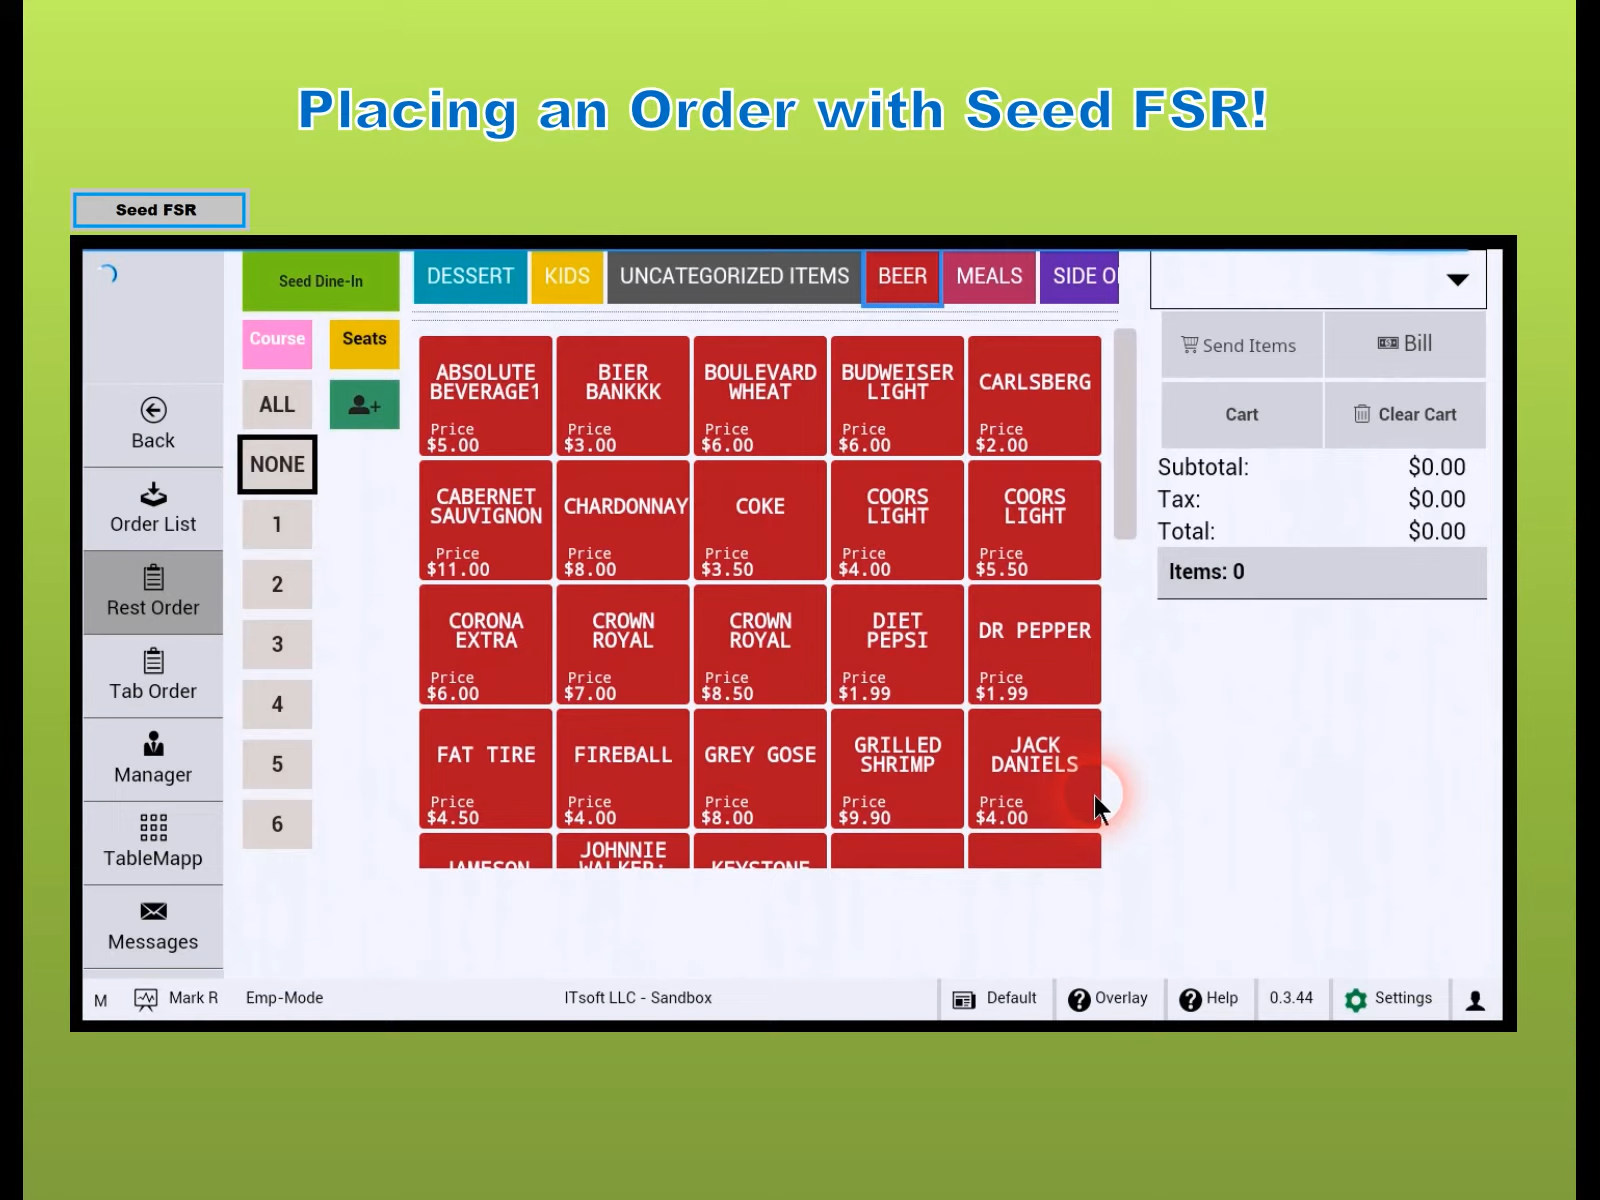 Placing an Order with Seed FSR!
Seed FSR
Seed Dine-In
DESSERT
KIDS
UNCATEGORIZED ITEMS
BEER
MEALS
SIDE O
Course
Seats
ALL
NONE
1
2
3
4
5
6
Back
Order List
Rest Order
Tab Order
Manager
TableMapp
Messages
ABSOLUTE
BEVERAGE1
Price
$5.00
BIER
BANKKK
Price
$3.00
BOULEVARD
WHEAT
Price
$6.00
BUDWEISER
LIGHT
Price
$6.00
CARLSBERG
Price
$2.00
CABERNET
SAUVIGNON
Price
$11.00
CHARDONNAY
Price
$8.00
COKE
Price
$3.50
COORS
LIGHT
Price
$4.00
COORS
LIGHT
Price
$5.50
CORONA
EXTRA
Price
$6.00
CROWN
ROYAL
Price
$7.00
CROWN
ROYAL
Price
$8.50
DIET
PEPSI
Price
$1.99
DR PEPPER
Price
$1.99
FAT TIRE
Price
$4.50
FIREBALL
Price
$4.00
GREY GOSE
Price
$8.00
GRILLED
SHRIMP
Price
$9.90
JACK
DANIELS
Price
$4.00
JAMESON
JOHNNIE
WALKER:
KEYSTONE
Send Items
Bill
Cart
Clear Cart
Subtotal: $0.00
Tax: $0.00
Total: $0.00
Items: 0
M
Mark R
Emp-Mode
ITsoft LLC - Sandbox
Default
Overlay
Help
0.3.44
Settings